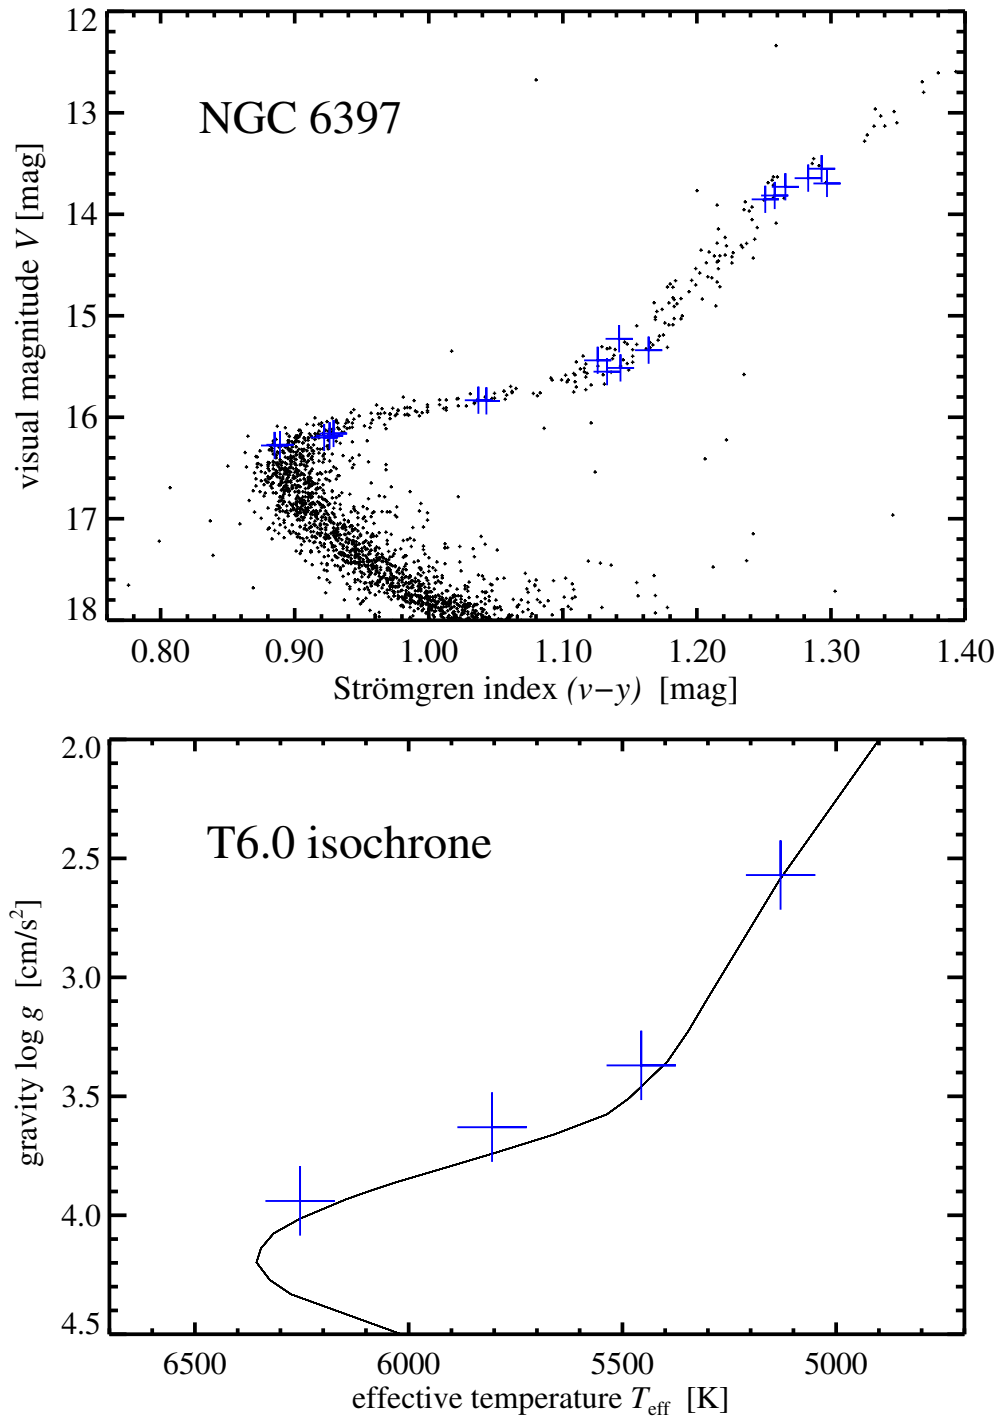 12
13
14
15
16
17
18
visual magnitude V [mag]
NGC 6397
0.80 0.90 1.00 1.10 1.20 1.30 1.40
Strömgren index (v−y) [mag]
2.0
2.5
3.0
3.5
4.0
4.5
gravity log g [cm/s²]
T6.0 isochrone
6500 6000 5500 5000
effective temperature Teff [K]